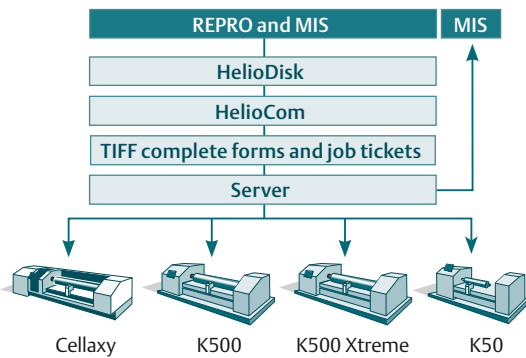 REPRO and MIS
MIS
HelioDisk
HelioCom
TIFF complete forms and job tickets
Server
Cellaxy
K500
K500 Xtreme
K50